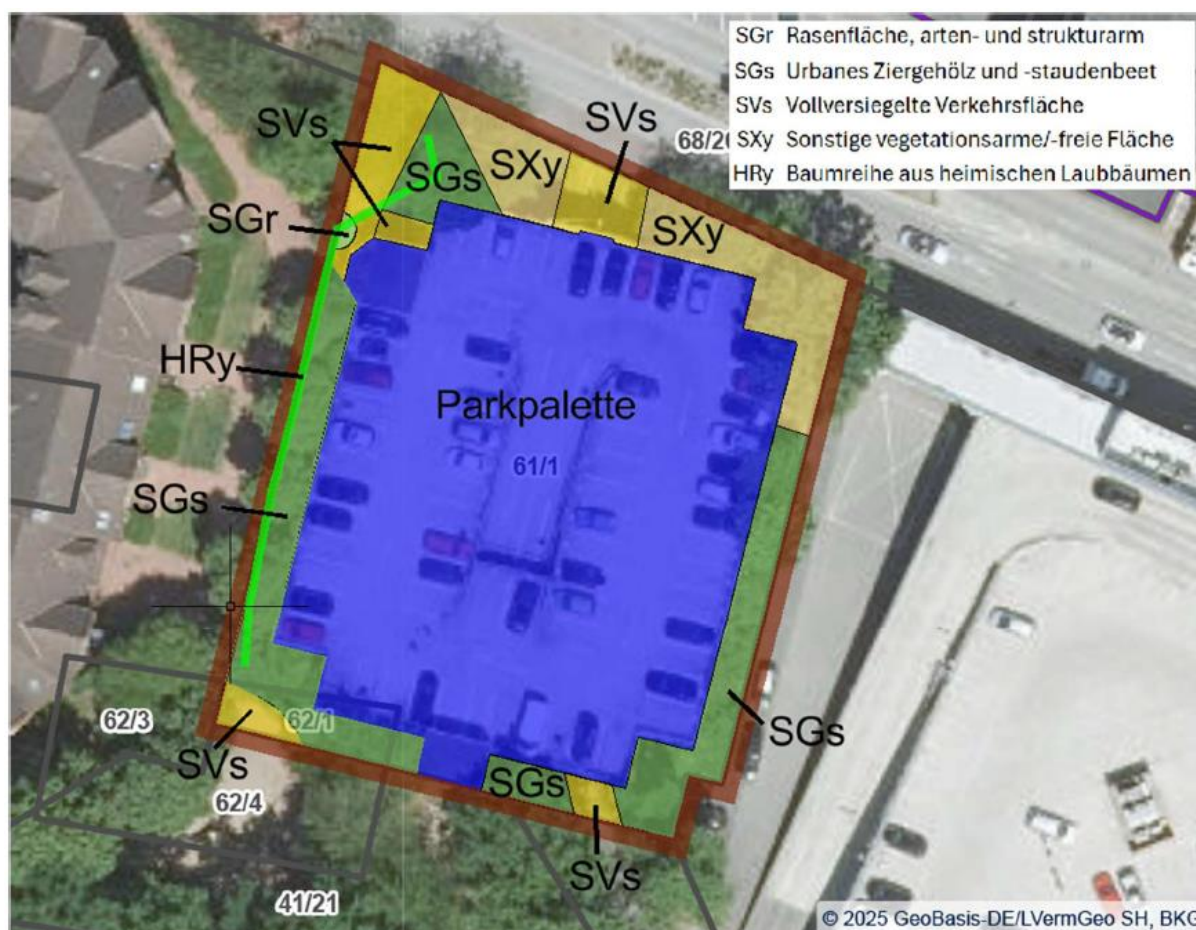 SGr Rasenfläche, arten- und strukturarm
SGs Urbanes Ziergehölz und -staudenbeet
SVs Vollversiegelte Verkehrsfläche
SXy Sonstige vegetationsarme/-freie Fläche
HRy Baumreihe aus heimischen Laubbäumen
SVs
SVs
68/20
SXy
SGs
SGr
SXy
HRy
Parkpalette
61/1
SGs
62/3
62/1
SGs
SVs
SGs
62/4
SVs
41/21
© 2025 GeoBasis-DE/LVermGeo SH, BKG